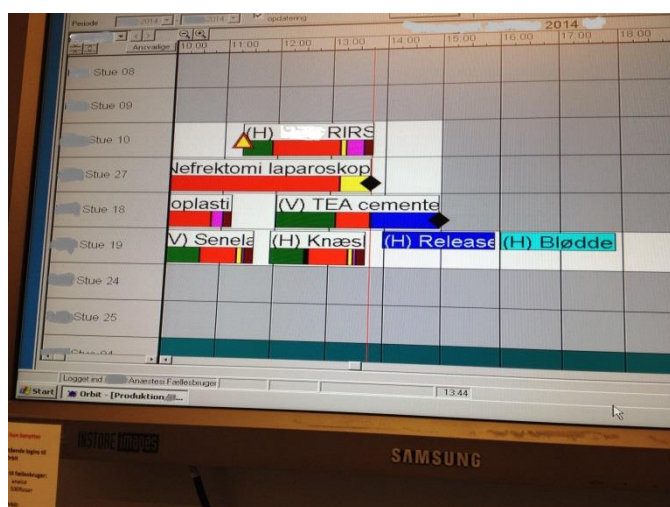 Periode 2014 - 2014 opdatering
2014
Ansvarlige 10:00 11:00 12:00 13:00 14:00 15:00 16:00 17:00 18:00
Stue 08
Stue 09
Stue 10 (H) RIRS
Stue 27 Nefrektomi laparoskop
Stue 18 oplasti (V) TEA cemente
Stue 19 V) Senela (H) Knæsl (H) Release (H) Blødde
Stue 24
Stue 25
Logget ind Anæstesi Fællesbruger
13:44
Start Orbit - [Produktion
INSTORE IMAGES
SAMSUNG
kun benyttes